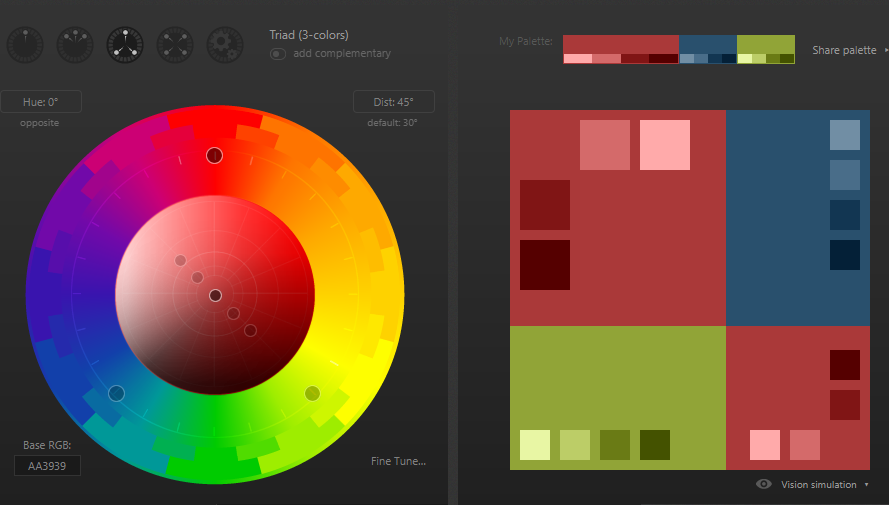 Triad (3-colors)
add complementary
Hue: 0°
opposite
Dist: 45°
default: 30°
Base RGB:
AA3939
Fine Tune...
My Palette:
Share palette
Vision simulation